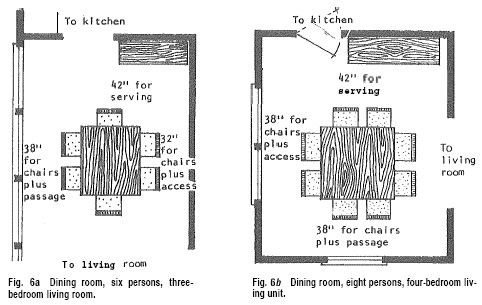 To kitchen
42" for
serving
38"
for
chairs
plus
passage
32"
for
chairs
plus
access
To living room
Fig. 6a Dining room, six persons, three-
bedroom living room.
To kitchen
42" for
serving
38"
for
chairs
plus
access
To
living
room
38" for chairs
plus passage
Fig. 6b Dining room, eight persons, four-bedroom liv-
ing unit.